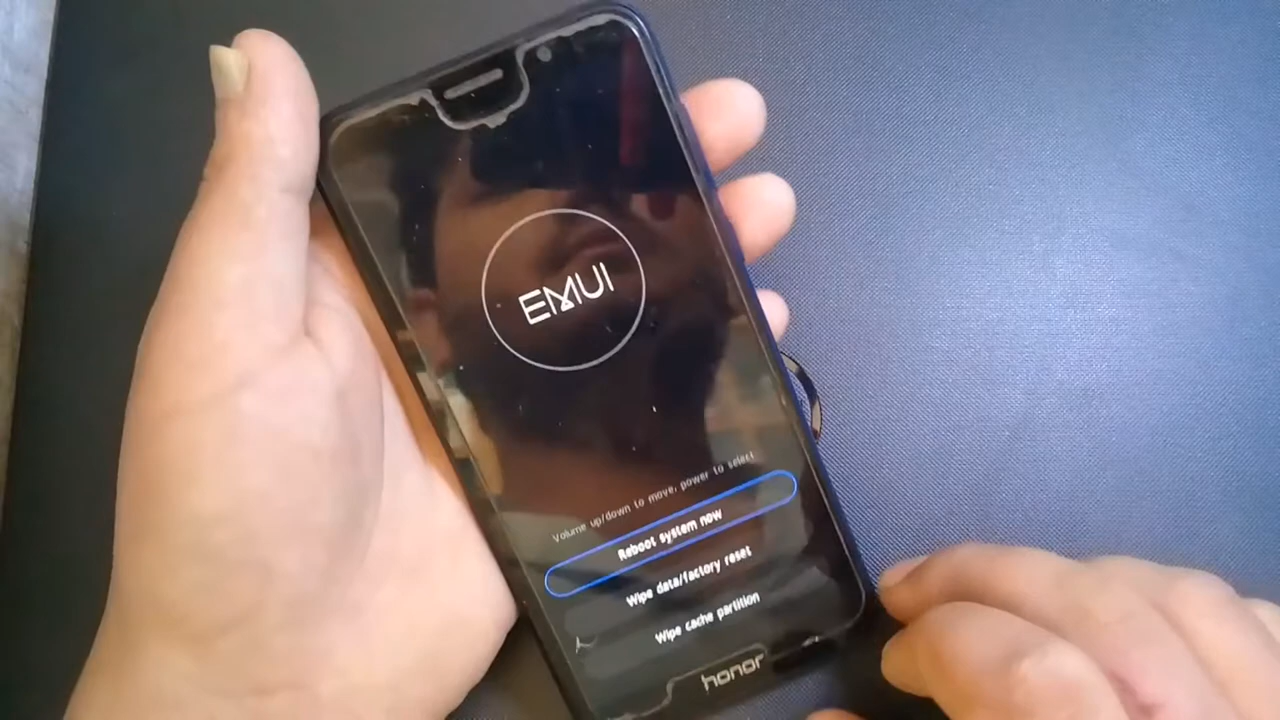 EMUI
Volume up/down to move, power to select
Reboot system now
Wipe data/factory reset
Wipe cache partition
honor